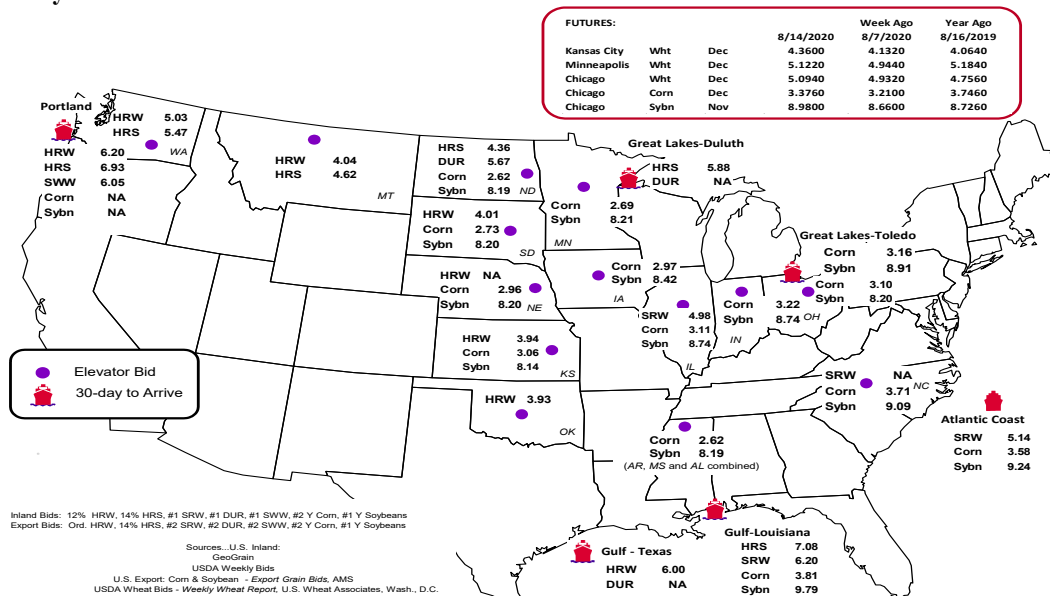 FUTURES: Week Ago Year Ago
8/14/2020 8/7/2020 8/16/2019
Kansas City Wht Dec 4.3600 4.1320 4.0640
Minneapolis Wht Dec 5.1220 4.9440 5.1840
Chicago Wht Dec 5.0940 4.9320 4.7560
Chicago Corn Dec 3.3760 3.2100 3.7460
Chicago Sybn Nov 8.9800 8.6600 8.7260
Portland
HRW 5.03
HRS 5.47
WA
HRW 6.20
HRS 6.93
SWW 6.05
Corn NA
Sybn NA
HRW 4.04
HRS 4.62
MT
HRS 4.36
DUR 5.67
Corn 2.62
Sybn 8.19
ND
Great Lakes-Duluth
HRS 5.88
DUR NA
Corn 2.69
Sybn 8.21
MN
HRW 4.01
Corn 2.73
Sybn 8.20
SD
Great Lakes-Toledo
Corn 3.16
Sybn 8.91
HRW NA
Corn 2.96
Sybn 8.20
NE
Corn 2.97
Sybn 8.42
IA
Corn 3.10
Sybn 8.20
OH
Corn 3.22
Sybn 8.74
IN
SRW 4.98
Corn 3.11
Sybn 8.74
IL
HRW 3.94
Corn 3.06
Sybn 8.14
KS
Elevator Bid
30-day to Arrive
SRW NA
Corn 3.71
Sybn 9.09
NC
HRW 3.93
OK
Atlantic Coast
SRW 5.14
Corn 3.58
Sybn 9.24
Corn 2.62
Sybn 8.19
(AR, MS and AL combined)
Inland Bids: 12% HRW, 14% HRS, #1 SRW, #1 DUR, #1 SWW, #2 Y Corn, #1 Y Soybeans
Export Bids: Ord. HRW, 14% HRS, #2 SRW, #2 DUR, #2 SWW, #2 Y Corn, #1 Y Soybeans
Gulf-Louisiana
HRS 7.08
SRW 6.20
Corn 3.81
Sybn 9.79
Gulf - Texas
HRW 6.00
DUR NA
Sources...U.S. Inland:
GeoGrain
USDA Weekly Bids
U.S. Export: Corn & Soybean - Export Grain Bids, AMS
USDA Wheat Bids - Weekly Wheat Report, U.S. Wheat Associates, Wash., D.C.